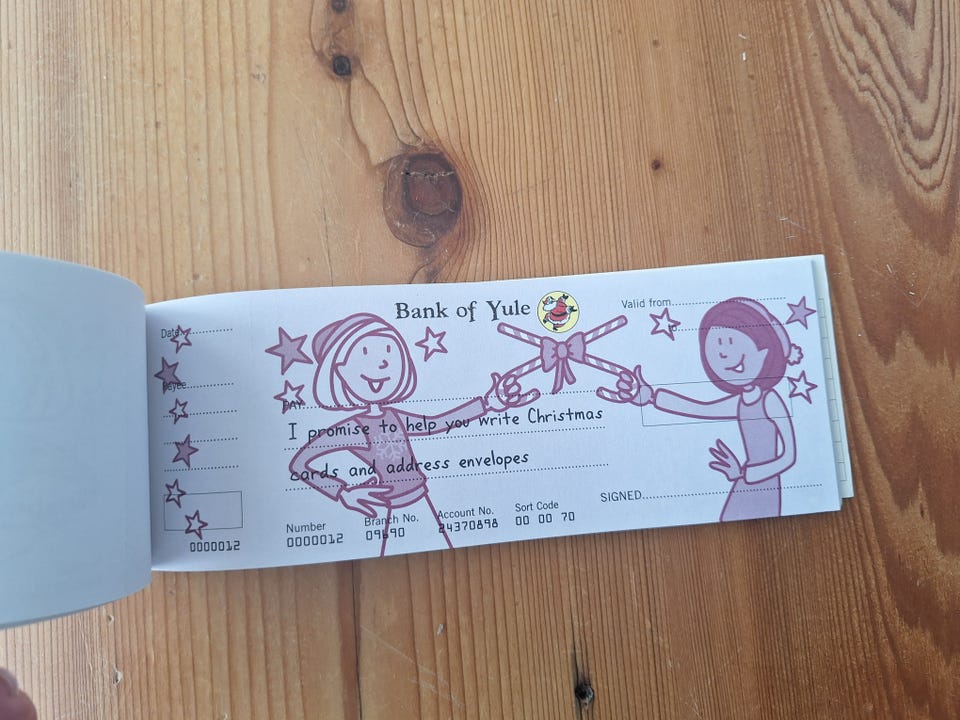 Bank of Yule
Valid from
Date
Payee
PAY
I promise to help you write Christmas
cards and address envelopes
SIGNED
Number
Branch No.
Account No.
Sort Code
0000012
09690
24370898
00 00 70
0000012